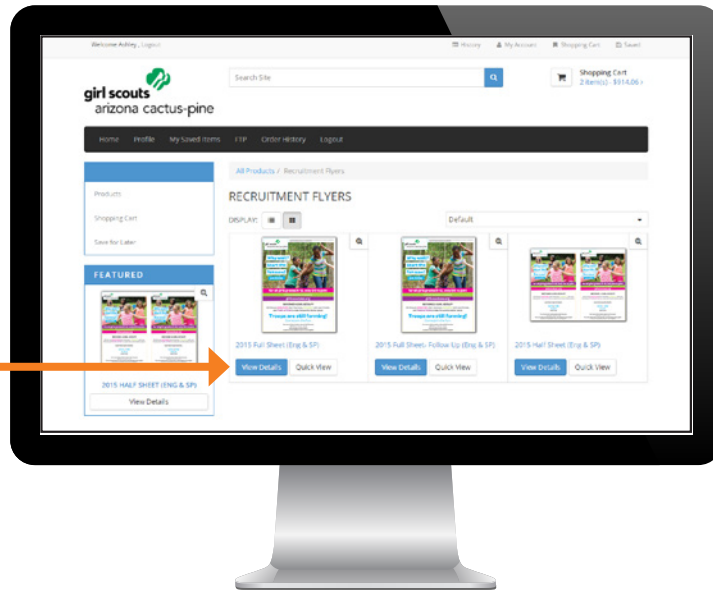 Welcome Ashley, Logout
History My Account Shopping Cart Saved
girl scouts
arizona cactus-pine
Search Site
Shopping Cart
2 item(s) - $914.06
Home Profile My Saved Items FTP Order History Logout
Products
Shopping Cart
Save for Later
All Products / Recruitment Flyers
RECRUITMENT FLYERS
DISPLAY: Default
2015 Full Sheet (Eng & SP)
View Details Quick View
2015 Full Sheet- Follow Up (Eng & SP)
View Details Quick View
2015 Half Sheet (Eng & SP)
View Details Quick View
FEATURED
2015 HALF SHEET (ENG & SP)
View Details
Troops are still forming!